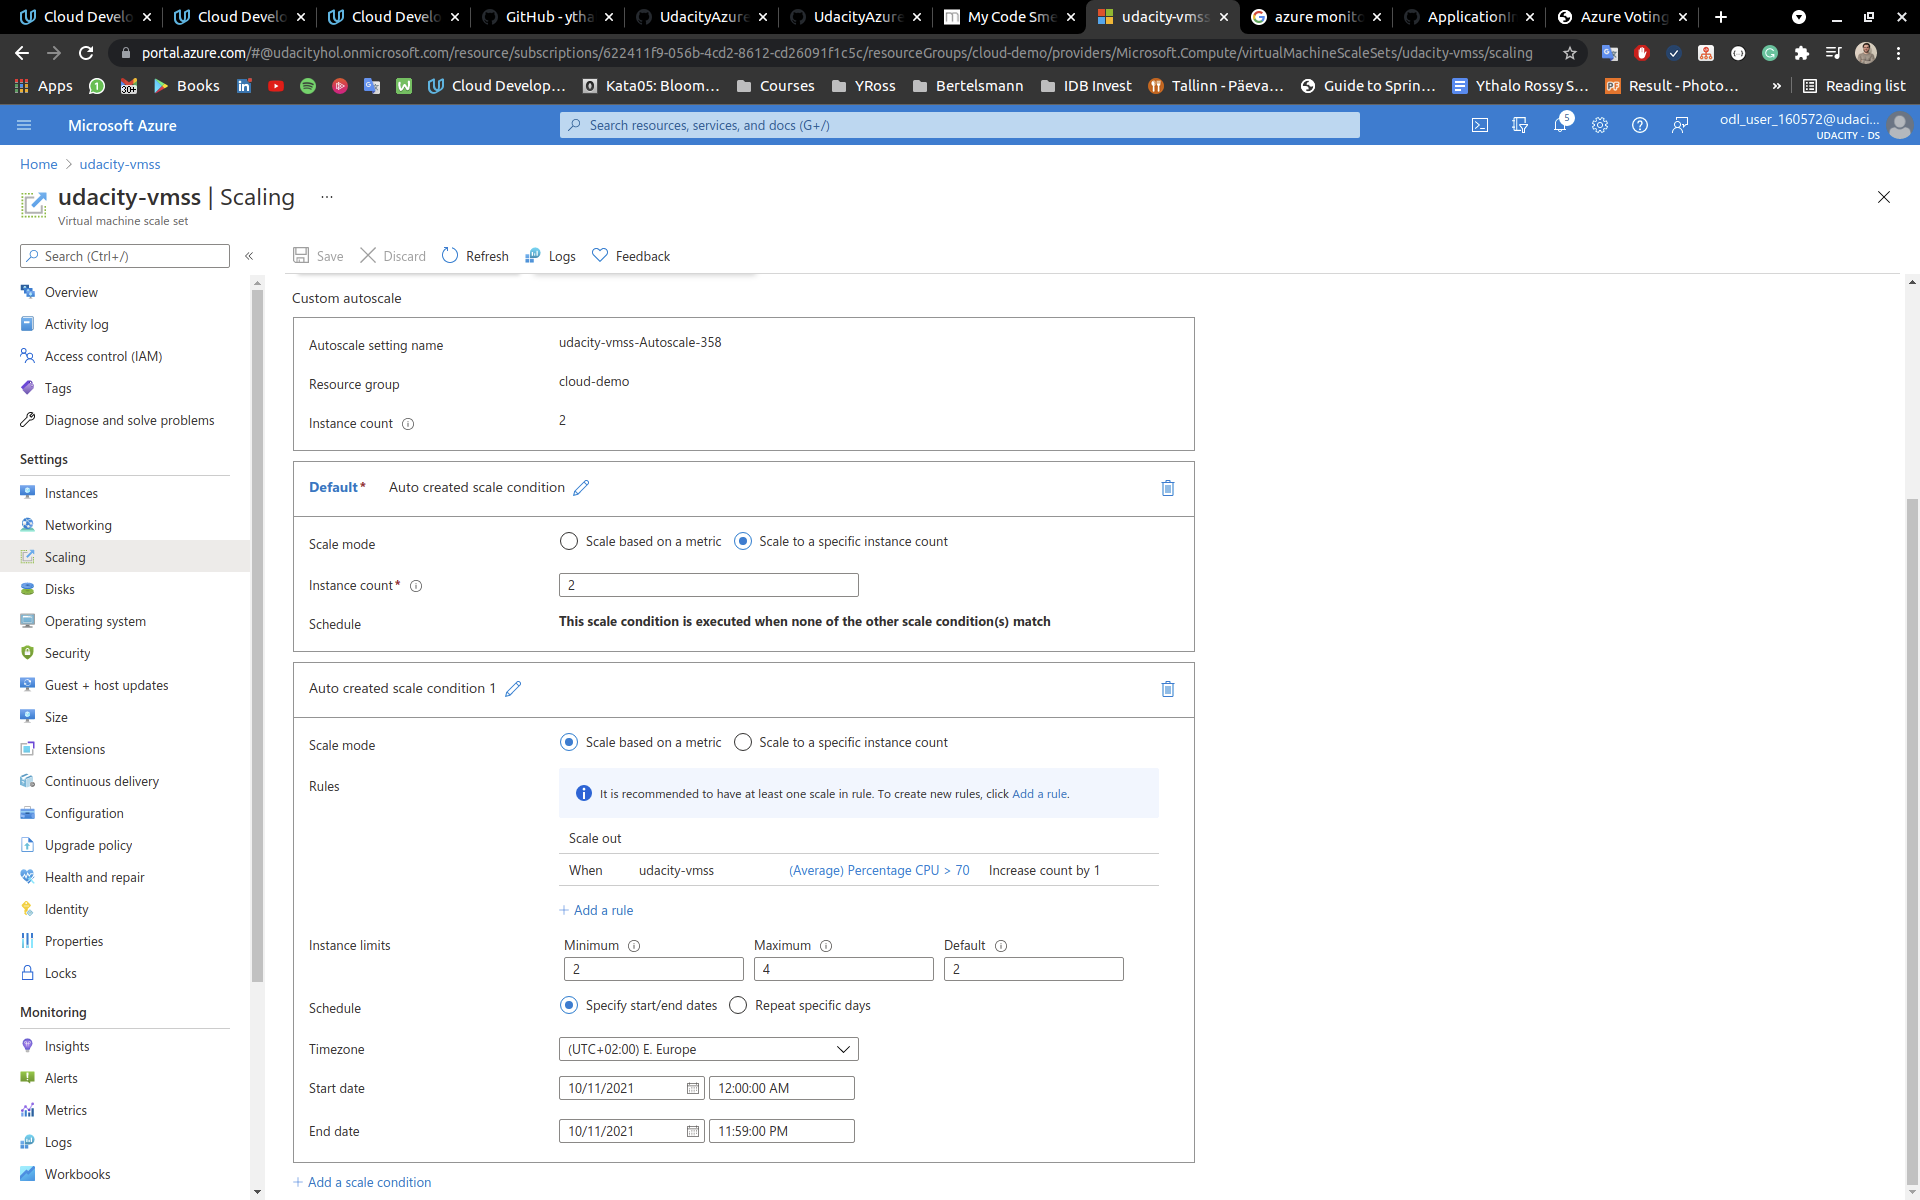 Cloud Develo
Cloud Develo
Cloud Develo
GitHub - ytha
UdacityAzure
UdacityAzure
My Code Sme
udacity-vmss
azure monito
ApplicationIn
Azure Voting
portal.azure.com/#@udacityhol.onmicrosoft.com/resource/subscriptions/622411f9-056b-4cd2-8612-cd26091f1c5c/resourceGroups/cloud-demo/providers/Microsoft.Compute/virtualMachineScaleSets/udacity-vmss/scaling
Apps
30+
Books
Cloud Develop...
Kata05: Bloom...
Courses
YRoss
Bertelsmann
IDB Invest
Tallinn - Päeva...
Guide to Sprin...
Ythalo Rossy S...
Result - Photo...
»
Reading list
Microsoft Azure
Search resources, services, and docs (G+/)
5
odl_user_160572@udaci...
UDACITY - DS
Home > udacity-vmss
udacity-vmss | Scaling ...
Virtual machine scale set
Search (Ctrl+/)
«
Save
Discard
Refresh
Logs
Feedback
Overview
Activity log
Access control (IAM)
Tags
Diagnose and solve problems
Settings
Instances
Networking
Scaling
Disks
Operating system
Security
Guest + host updates
Size
Extensions
Continuous delivery
Configuration
Upgrade policy
Health and repair
Identity
Properties
Locks
Monitoring
Insights
Alerts
Metrics
Logs
Workbooks
Custom autoscale
Autoscale setting name udacity-vmss-Autoscale-358
Resource group cloud-demo
Instance count 2
Default* Auto created scale condition
Scale mode Scale based on a metric Scale to a specific instance count
Instance count* 2
Schedule This scale condition is executed when none of the other scale condition(s) match
Auto created scale condition 1
Scale mode Scale based on a metric Scale to a specific instance count
Rules It is recommended to have at least one scale in rule. To create new rules, click Add a rule.
Scale out
When udacity-vmss (Average) Percentage CPU > 70 Increase count by 1
+ Add a rule
Instance limits Minimum Maximum Default
2 4 2
Schedule Specify start/end dates Repeat specific days
Timezone (UTC+02:00) E. Europe
Start date 10/11/2021 12:00:00 AM
End date 10/11/2021 11:59:00 PM
+ Add a scale condition